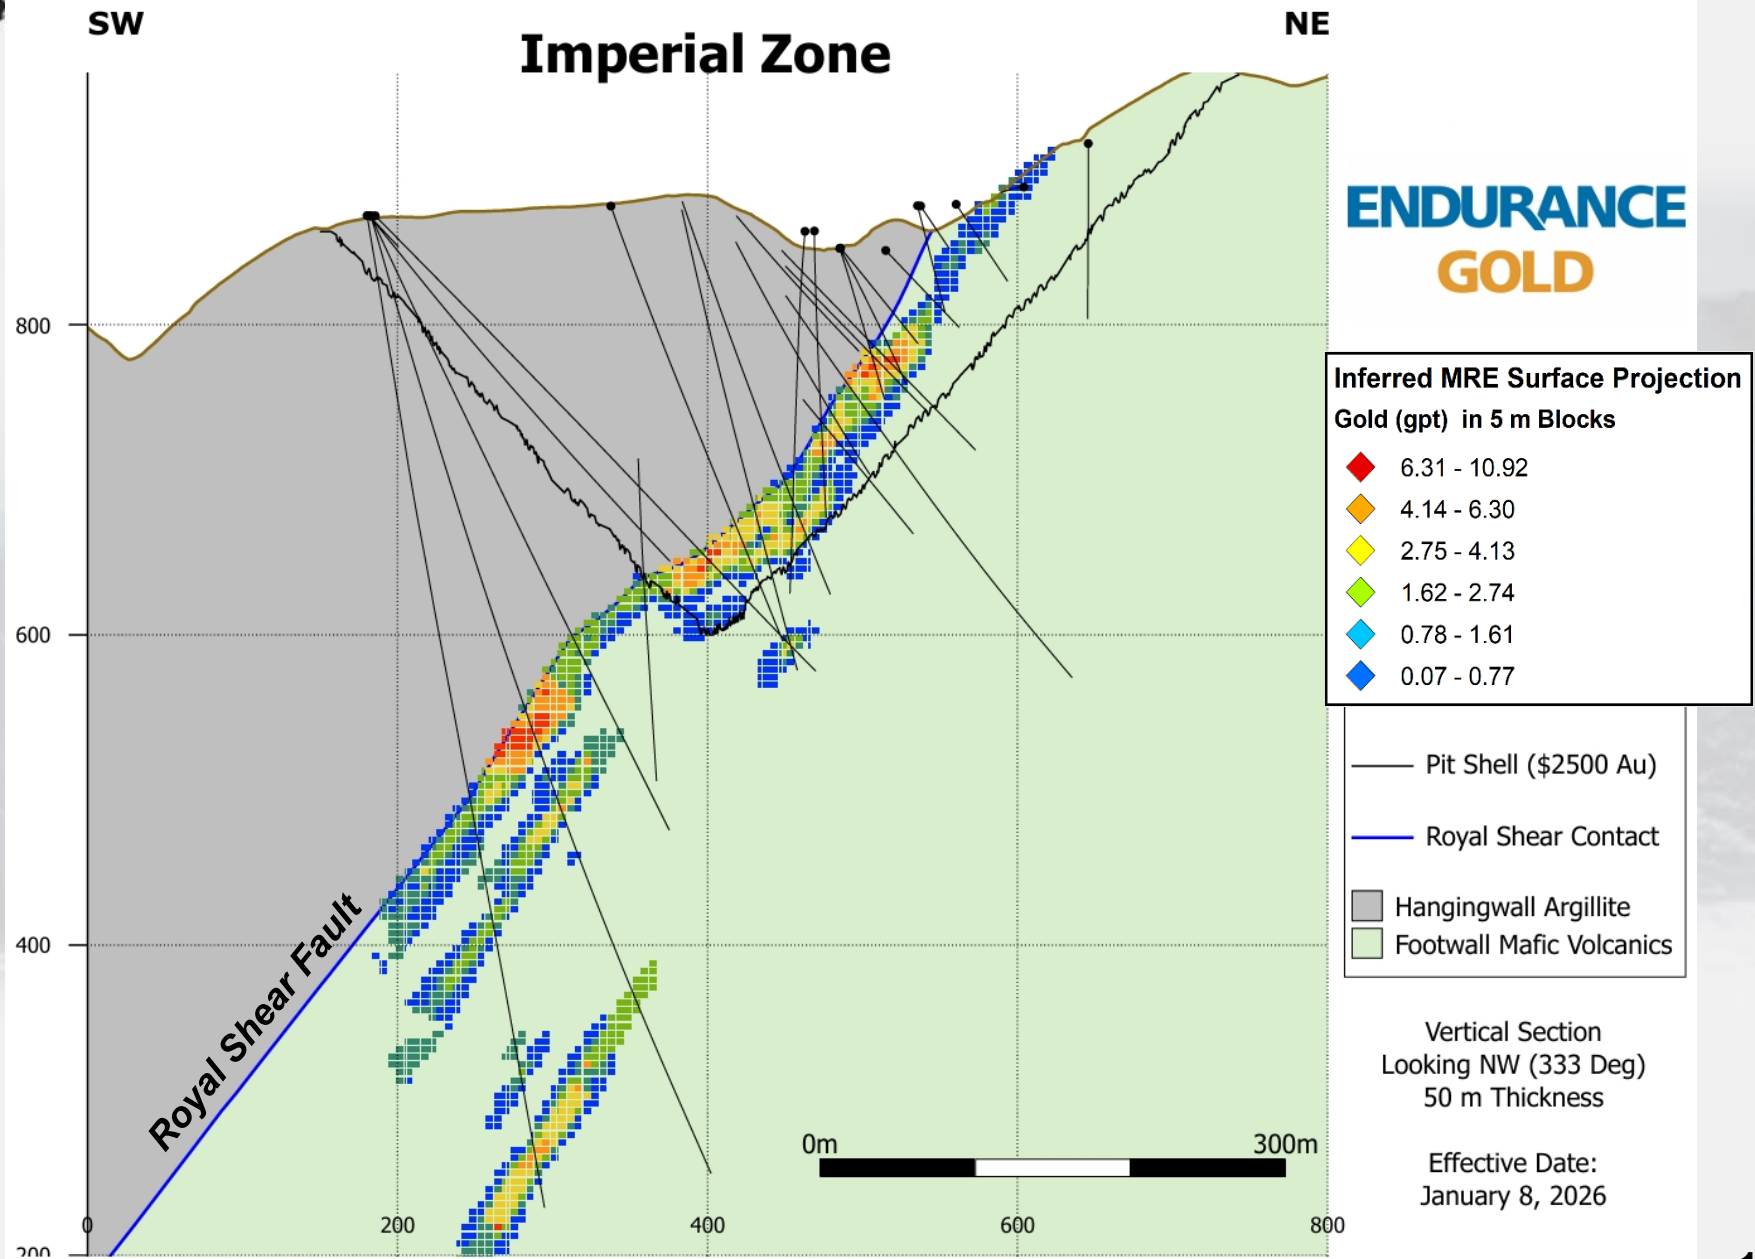 SW
NE
Imperial Zone
ENDURANCE
GOLD
800
600
400
200
Inferred MRE Surface Projection
Gold (gpt) in 5 m Blocks
6.31 - 10.92
4.14 - 6.30
2.75 - 4.13
1.62 - 2.74
0.78 - 1.61
0.07 - 0.77
Pit Shell ($2500 Au)
Royal Shear Contact
Hangingwall Argillite
Footwall Mafic Volcanics
Royal Shear Fault
Vertical Section
Looking NW (333 Deg)
50 m Thickness
Effective Date:
January 8, 2026
0m 300m
0 200 400 600 800